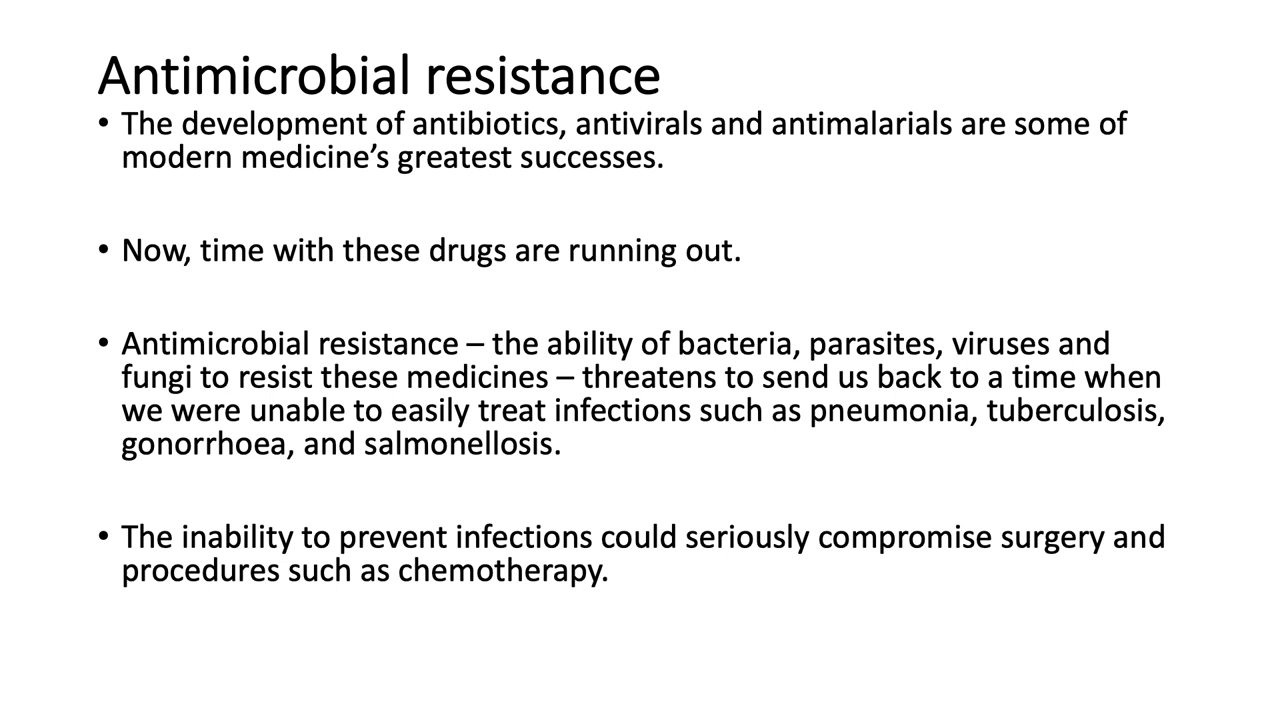 Antimicrobial resistance
• The development of antibiotics, antivirals and antimalarials are some of
modern medicine’s greatest successes.
• Now, time with these drugs are running out.
• Antimicrobial resistance – the ability of bacteria, parasites, viruses and
fungi to resist these medicines – threatens to send us back to a time when
we were unable to easily treat infections such as pneumonia, tuberculosis,
gonorrhoea, and salmonellosis.
• The inability to prevent infections could seriously compromise surgery and
procedures such as chemotherapy.